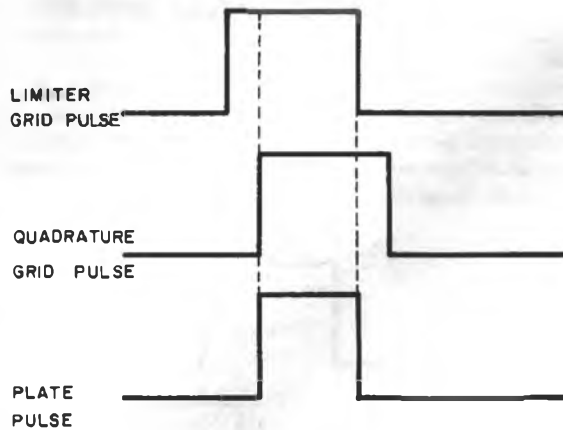 LIMITER
GRID PULSE
QUADRATURE
GRID PULSE
PLATE
PULSE